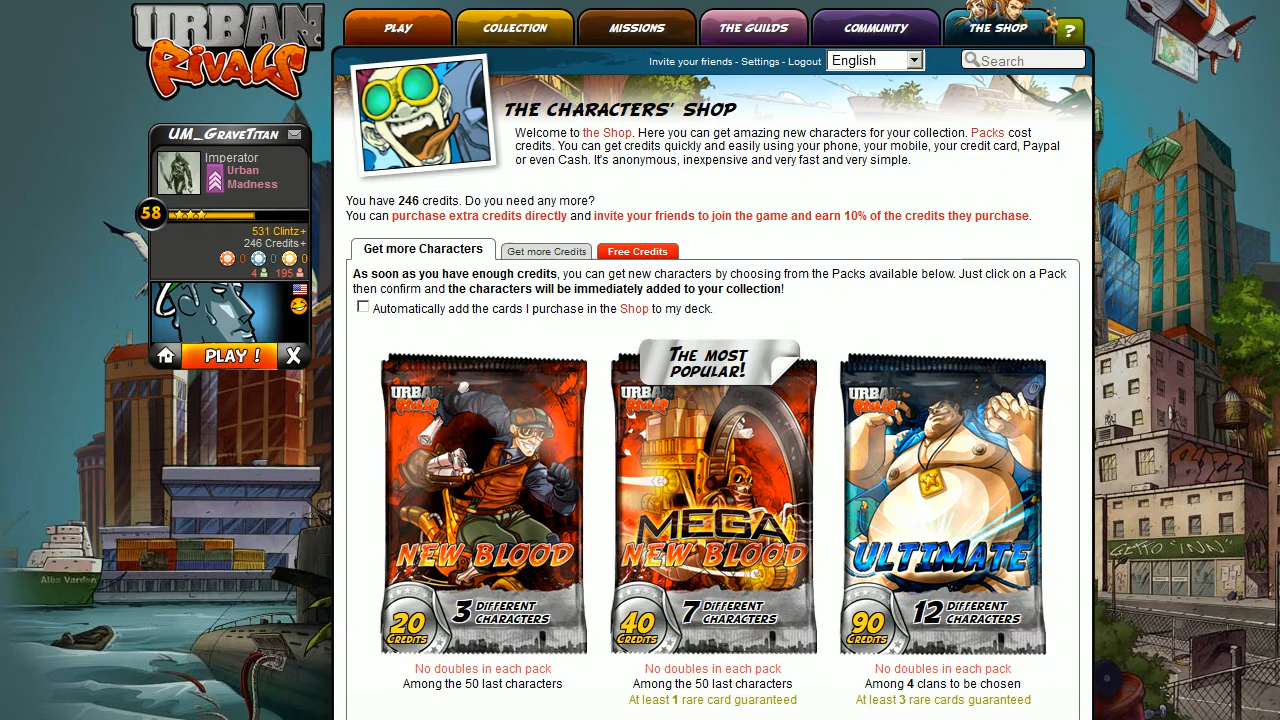 URBAN
RIVALS
PLAY
COLLECTION
MISSIONS
THE GUILDS
COMMUNITY
THE SHOP
?
Invite your friends - Settings - Logout
English
Search
UM_GraveTitan
Imperator
Urban
Madness
58
531 Clintz+
246 Credits+
0 0 0
4 195
PLAY !
X
THE CHARACTERS' SHOP
Welcome to the Shop. Here you can get amazing new characters for your collection. Packs cost
credits. You can get credits quickly and easily using your phone, your mobile, your credit card, Paypal
or even Cash. It's anonymous, inexpensive and very fast and very simple.
You have 246 credits. Do you need any more?
You can purchase extra credits directly and invite your friends to join the game and earn 10% of the credits they purchase.
Get more Characters
Get more Credits
Free Credits
As soon as you have enough credits, you can get new characters by choosing from the Packs available below. Just click on a Pack
then confirm and the characters will be immediately added to your collection!
Automatically add the cards I purchase in the Shop to my deck.
URBAN
RIVALS
NEW BLOOD
20
CREDITS
3 DIFFERENT
CHARACTERS
No doubles in each pack
Among the 50 last characters
THE MOST
POPULAR!
URBAN
RIVALS
MEGA
NEW BLOOD
40
CREDITS
7 DIFFERENT
CHARACTERS
No doubles in each pack
Among the 50 last characters
At least 1 rare card guaranteed
URBAN
RIVALS
ULTIMATE
90
CREDITS
12 DIFFERENT
CHARACTERS
No doubles in each pack
Among 4 clans to be chosen
At least 3 rare cards guaranteed
Alba Varden
GHETTO "INN"